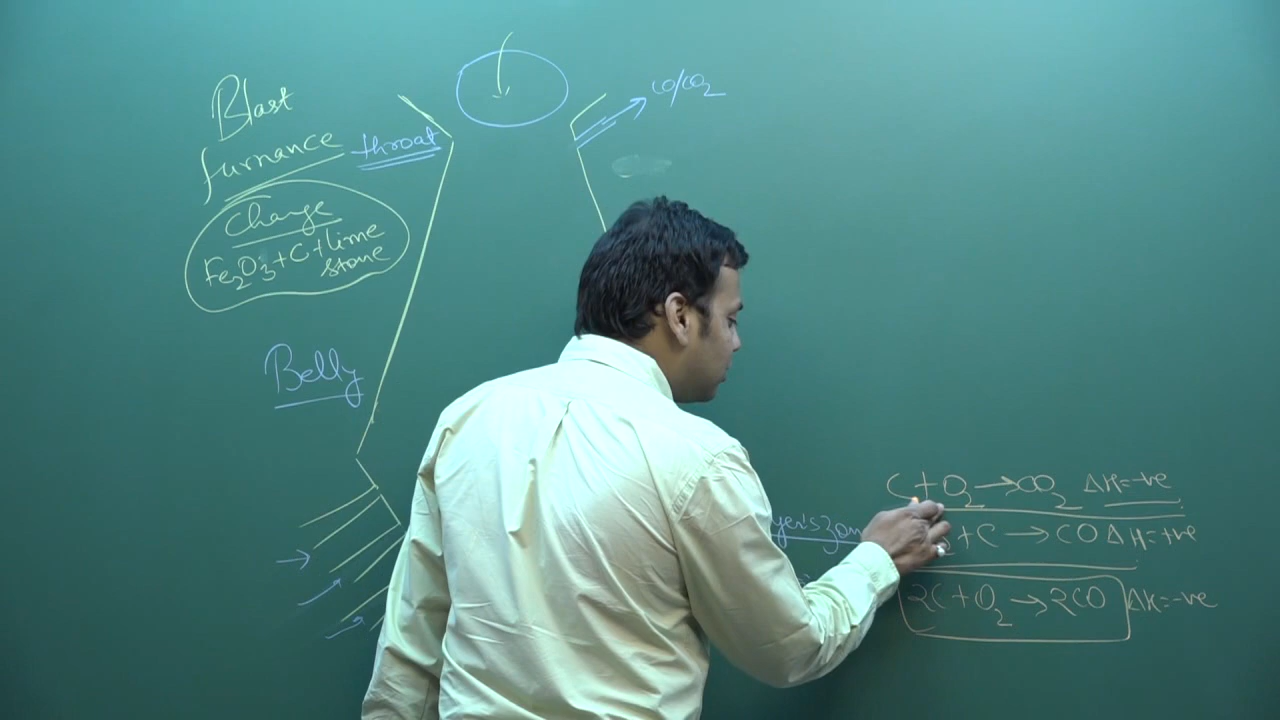 Blast
furnance
throat
CO/CO2
Charge
Fe2O3+C+lime
stone
Belly
C+O2→CO2 ΔH=-ve
+C→CO ΔH=+ve
2C+O2→2CO ΔH=-ve